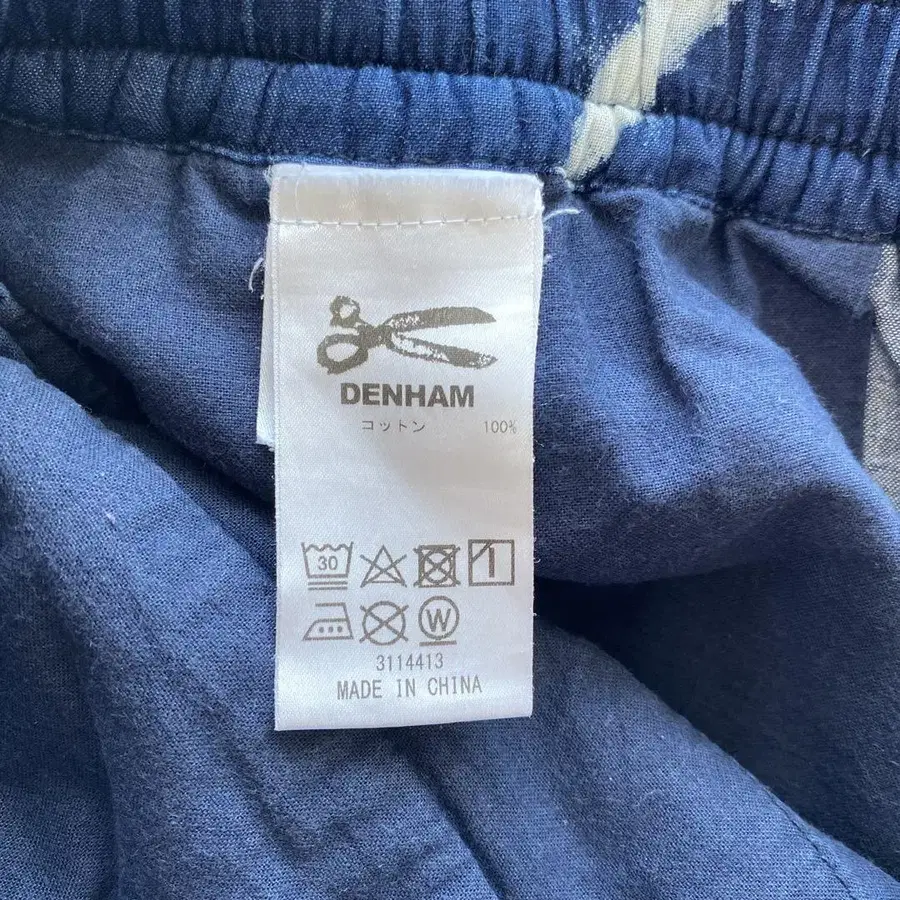 DENHAM
コットン 100%
30
W
3114413
MADE IN CHINA